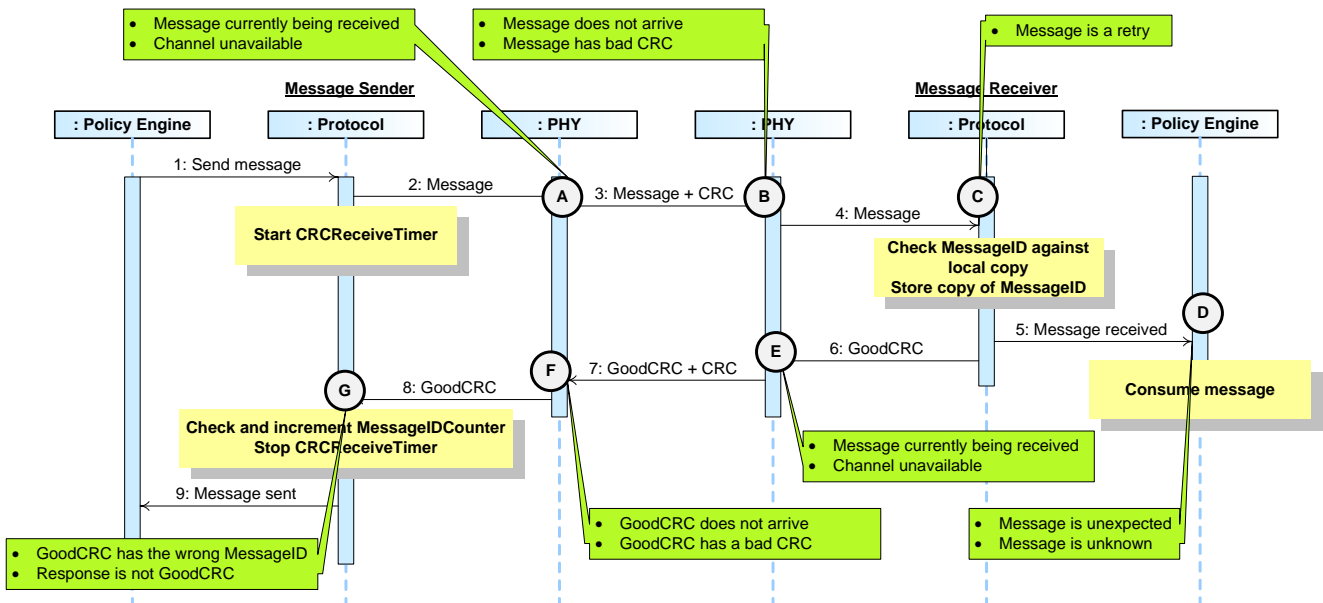 • Message currently being received
• Channel unavailable
• Message does not arrive
• Message has bad CRC
• Message is a retry
Message Sender
Message Receiver
: Policy Engine
: Protocol
: PHY
: PHY
: Protocol
: Policy Engine
1: Send message
2: Message
A
3: Message + CRC
B
4: Message
C
Start CRCReceiveTimer
Check MessageID against
local copy
Store copy of MessageID
D
5: Message received
6: GoodCRC
E
7: GoodCRC + CRC
F
8: GoodCRC
G
Consume message
Check and increment MessageIDCounter
Stop CRCReceiveTimer
• Message currently being received
• Channel unavailable
9: Message sent
• GoodCRC does not arrive
• GoodCRC has a bad CRC
• Message is unexpected
• Message is unknown
• GoodCRC has the wrong MessageID
• Response is not GoodCRC